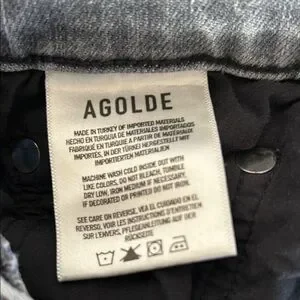 AGOLDE
MADE IN TURKEY OF IMPORTED MATERIALS
HECHO EN TURQUIA DE MATERIALES IMPORTADOS
FABRIQUÉ EN TURQUIE A PARTIR DE MATÉRIAUX
IMPORTÉS, IN DER TÜRKEI HERGESTELLT AUS
IMPORTIERTEN MATERIALIEN
MACHINE WASH COLD INSIDE OUT WITH
LIKE COLORS, DO NOT BLEACH, TUMBLE
DRY LOW, IRON MEDIUM IF NECESSARY,
IF DECORATED OR PRINTED DO NOT IRON.
SEE CARE ON REVERSE, VEA EL CUIDADO EN EL
REVERSO, VOIR LES INSTRUCTIONS D'ENTRETIEN
SUR L'ENVERS, PFLEGEANLEITUNG AUF DER
RÜCKSEITE